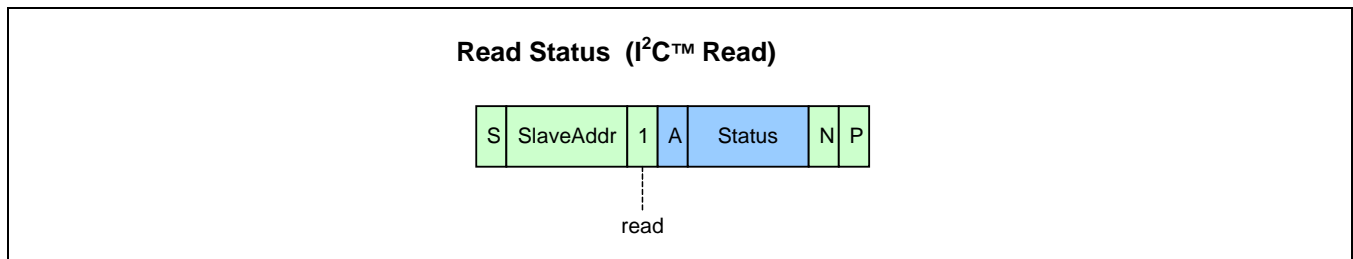 Read Status (I²C™ Read)
S SlaveAddr 1 A Status N P
read